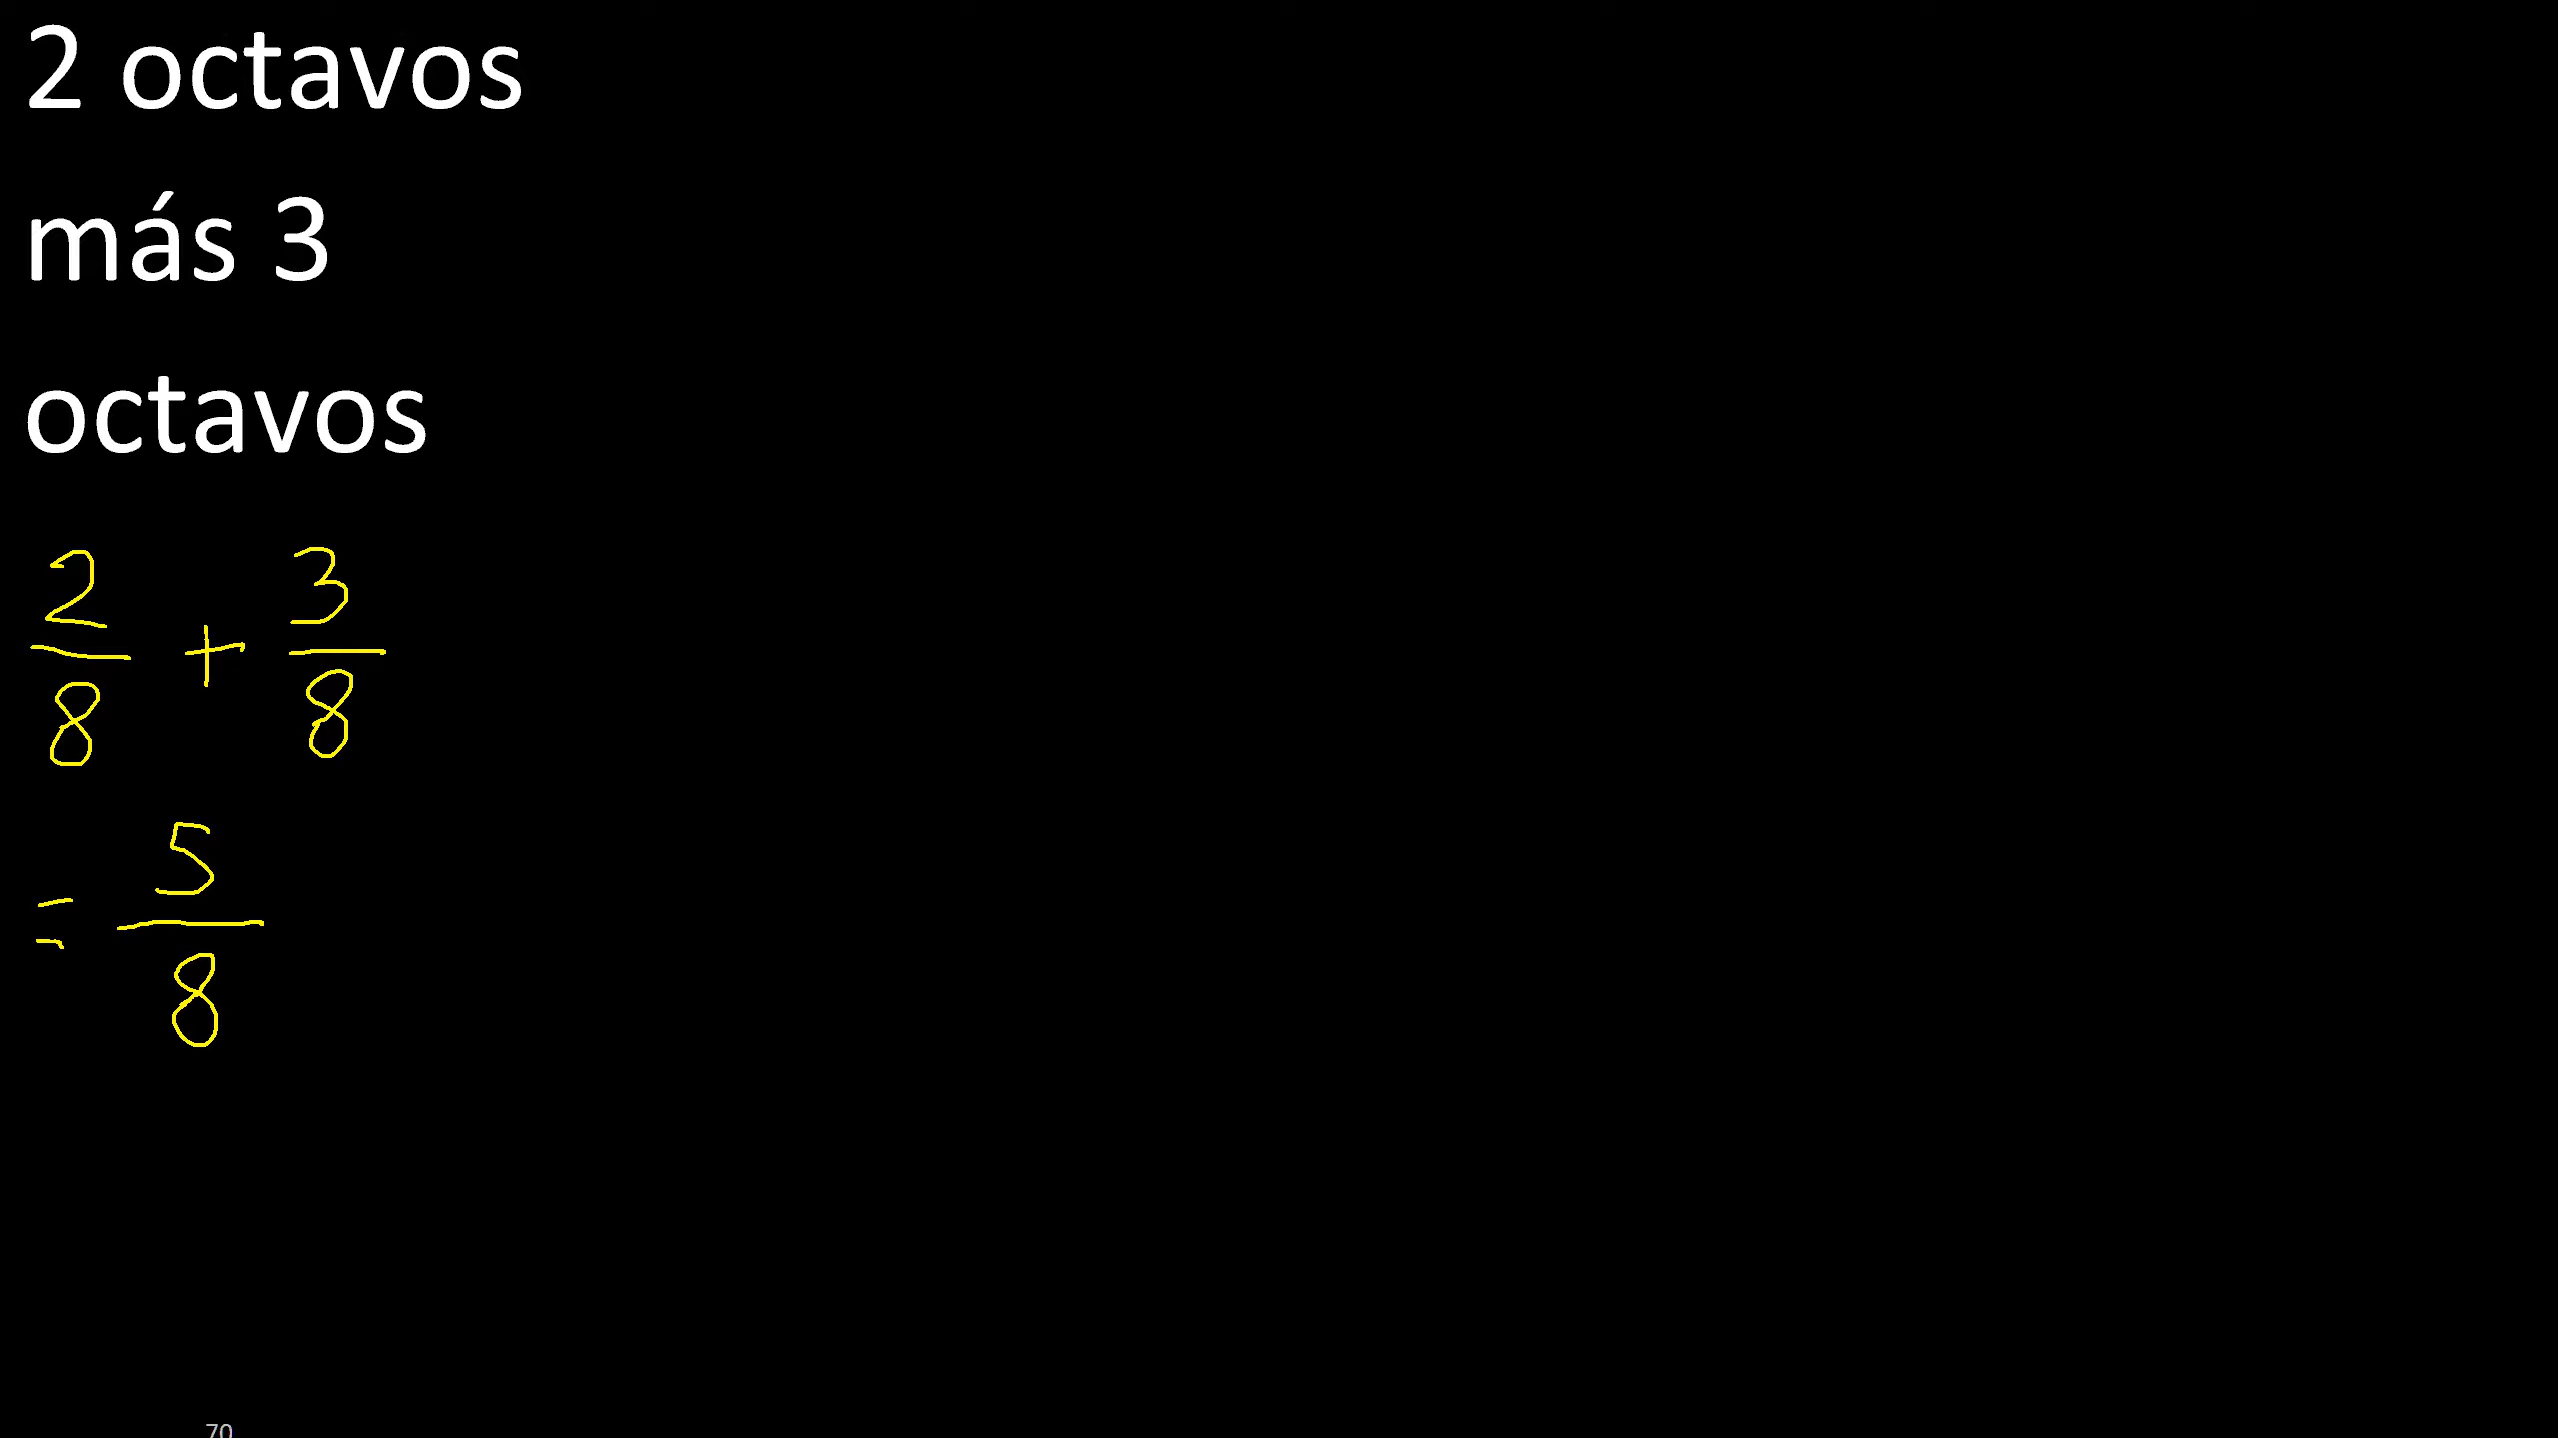 2 octavos
más 3
octavos
2/8 + 3/8
= 5/8
70